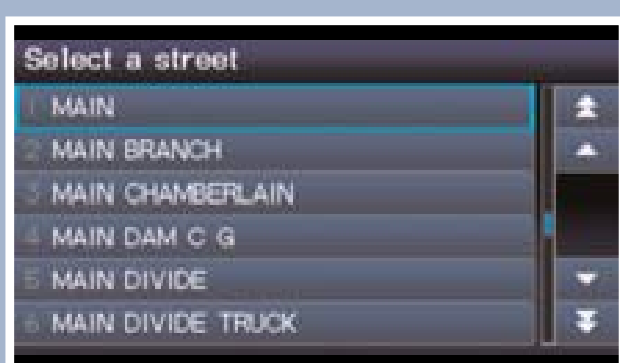 Select a street
1 MAIN
2 MAIN BRANCH
3 MAIN CHAMBERLAIN
4 MAIN DAM C G
5 MAIN DIVIDE
6 MAIN DIVIDE TRUCK